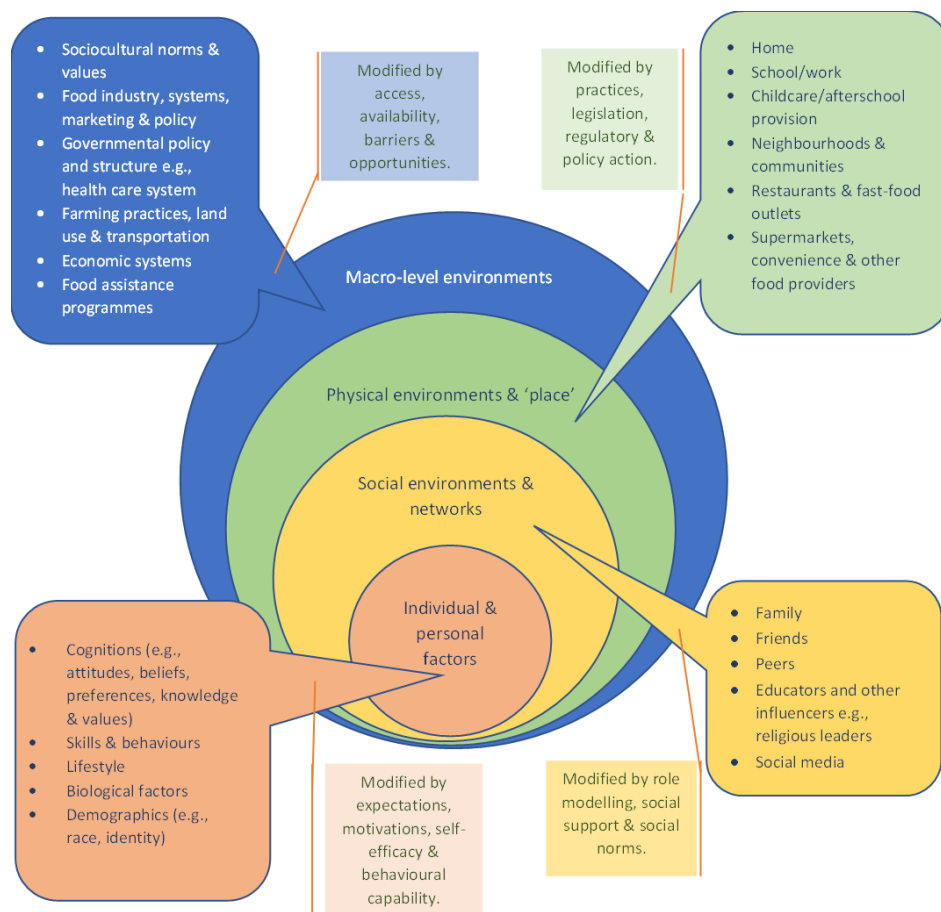 • Sociocultural norms &
values
• Food industry, systems,
marketing & policy
• Governmental policy
and structure e.g.,
health care system
• Farming practices, land
use & transportation
• Economic systems
• Food assistance
programmes
Modified by
access,
availability,
barriers &
opportunities.
Modified by
practices,
legislation,
regulatory &
policy action.
• Home
• School/work
• Childcare/afterschool
provision
• Neighbourhoods &
communities
• Restaurants & fast-food
outlets
• Supermarkets,
convenience & other
food providers
Macro-level environments
Physical environments & ‘place’
Social environments &
networks
Individual &
personal
factors
• Cognitions (e.g.,
attitudes, beliefs,
preferences, knowledge
& values)
• Skills & behaviours
• Lifestyle
• Biological factors
• Demographics (e.g.,
race, identity)
• Family
• Friends
• Peers
• Educators and other
influencers e.g.,
religious leaders
• Social media
Modified by
expectations,
motivations, self-
efficacy &
behavioural
capability.
Modified by role
modelling, social
support & social
norms.